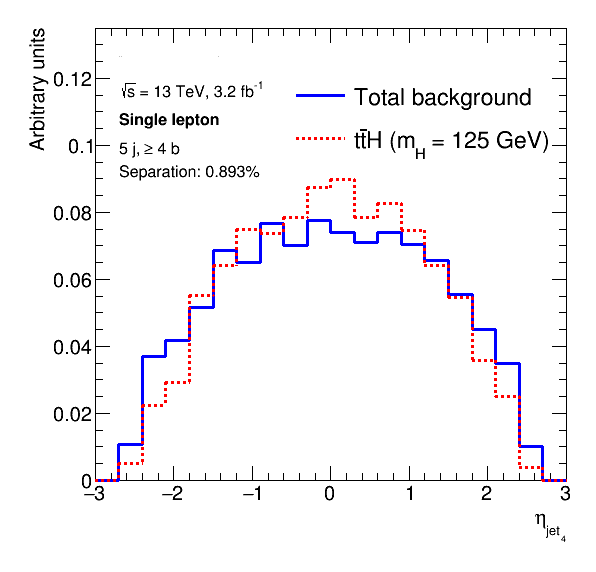 Arbitrary units
√s = 13 TeV, 3.2 fb⁻¹
Single lepton
5 j, ≥ 4 b
Separation: 0.893%
Total background
tt̄H (m_H = 125 GeV)
0.12
0.1
0.08
0.06
0.04
0.02
0
−3 −2 −1 0 1 2 3
η_jet₄